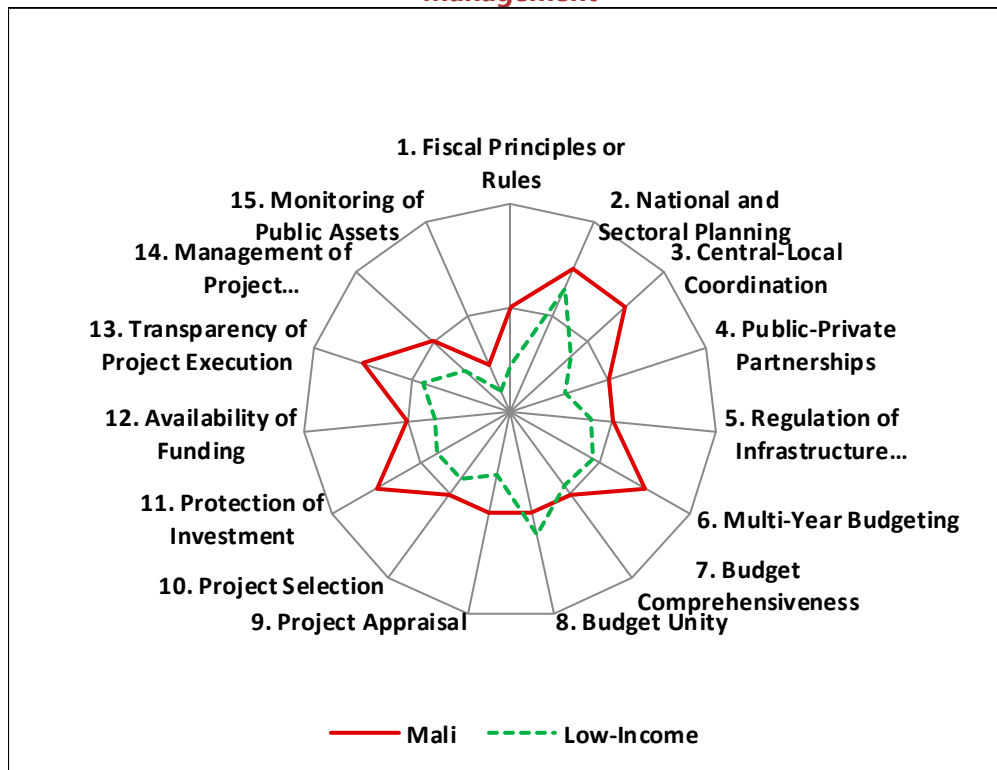 management
1. Fiscal Principles or
Rules
2. National and
Sectoral Planning
3. Central-Local
Coordination
4. Public-Private
Partnerships
5. Regulation of
Infrastructure...
6. Multi-Year Budgeting
7. Budget
Comprehensiveness
8. Budget Unity
9. Project Appraisal
10. Project Selection
11. Protection of
Investment
12. Availability of
Funding
13. Transparency of
Project Execution
14. Management of
Project...
15. Monitoring of
Public Assets
Mali
Low-Income